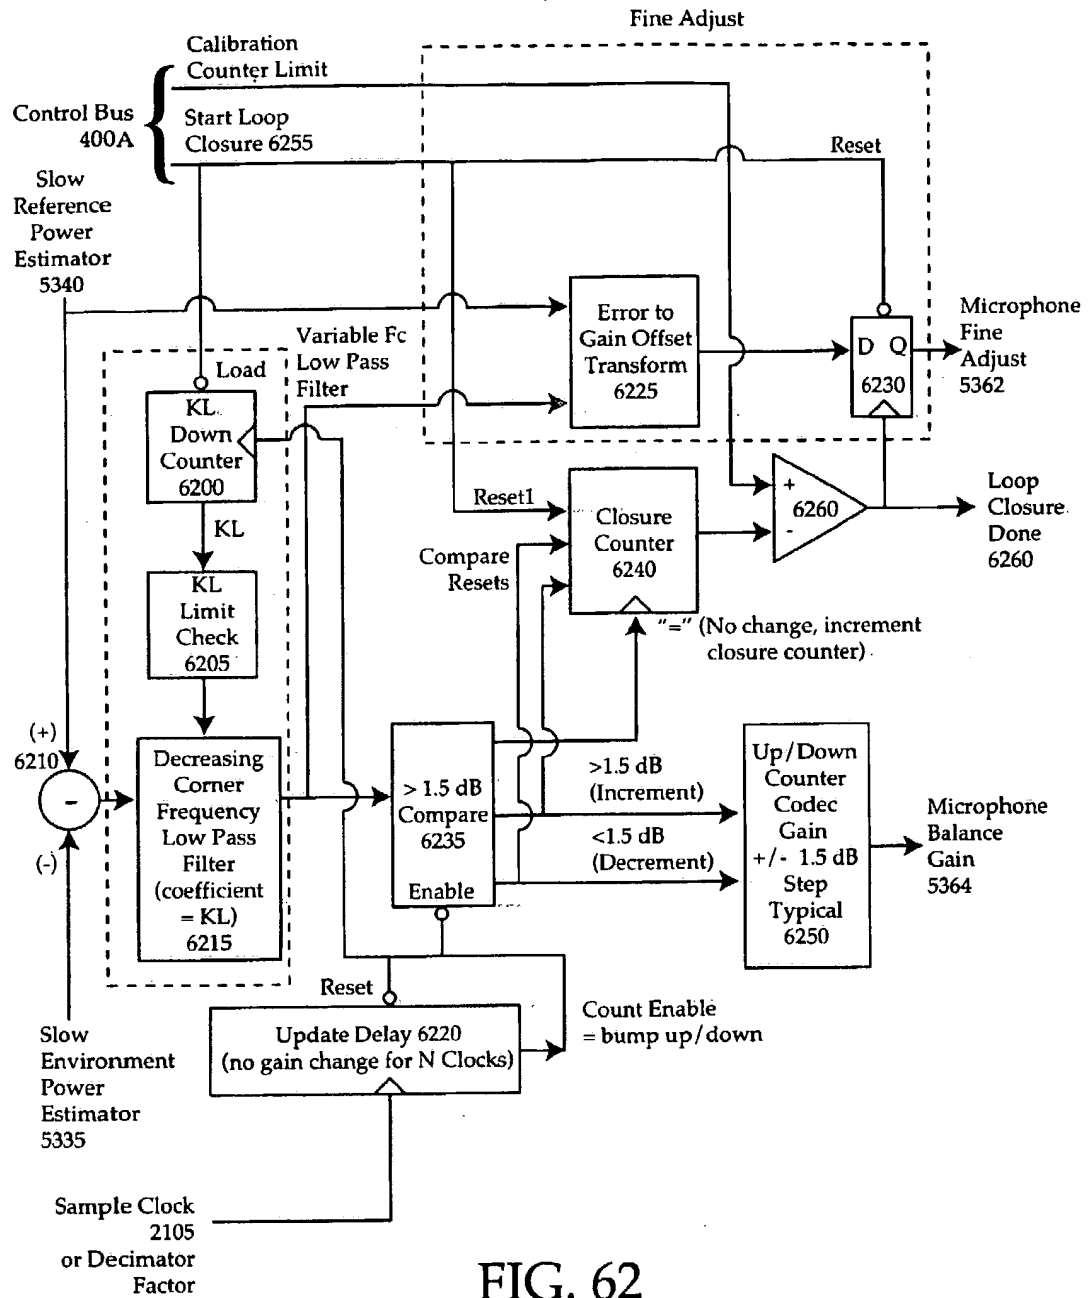 Fine Adjust
Calibration
Counter Limit
Control Bus
400A
Start Loop
Closure 6255
Reset
Slow
Reference
Power
Estimator
5340
Variable Fc
Low Pass
Filter
Load
Error to
Gain Offset
Transform
6225
D Q
6230
Microphone
Fine
Adjust
5362
KL
Down
Counter
6200
KL
Reset1
Closure
Counter
6240
+
6260
-
Loop
Closure
Done
6260
Compare
Resets
KL
Limit
Check
6205
"=" (No change, increment
closure counter)
(+)
6210
-
(-)
Decreasing
Corner
Frequency
Low Pass
Filter
(coefficient
= KL)
6215
> 1.5 dB
Compare
6235
Enable
>1.5 dB
(Increment)
<1.5 dB
(Decrement)
Up/Down
Counter
Codec
Gain
+/- 1.5 dB
Step
Typical
6250
Microphone
Balance
Gain
5364
Reset
Update Delay 6220
(no gain change for N Clocks)
Count Enable
= bump up/down
Slow
Environment
Power
Estimator
5335
Sample Clock
2105
or Decimator
Factor
FIG. 62